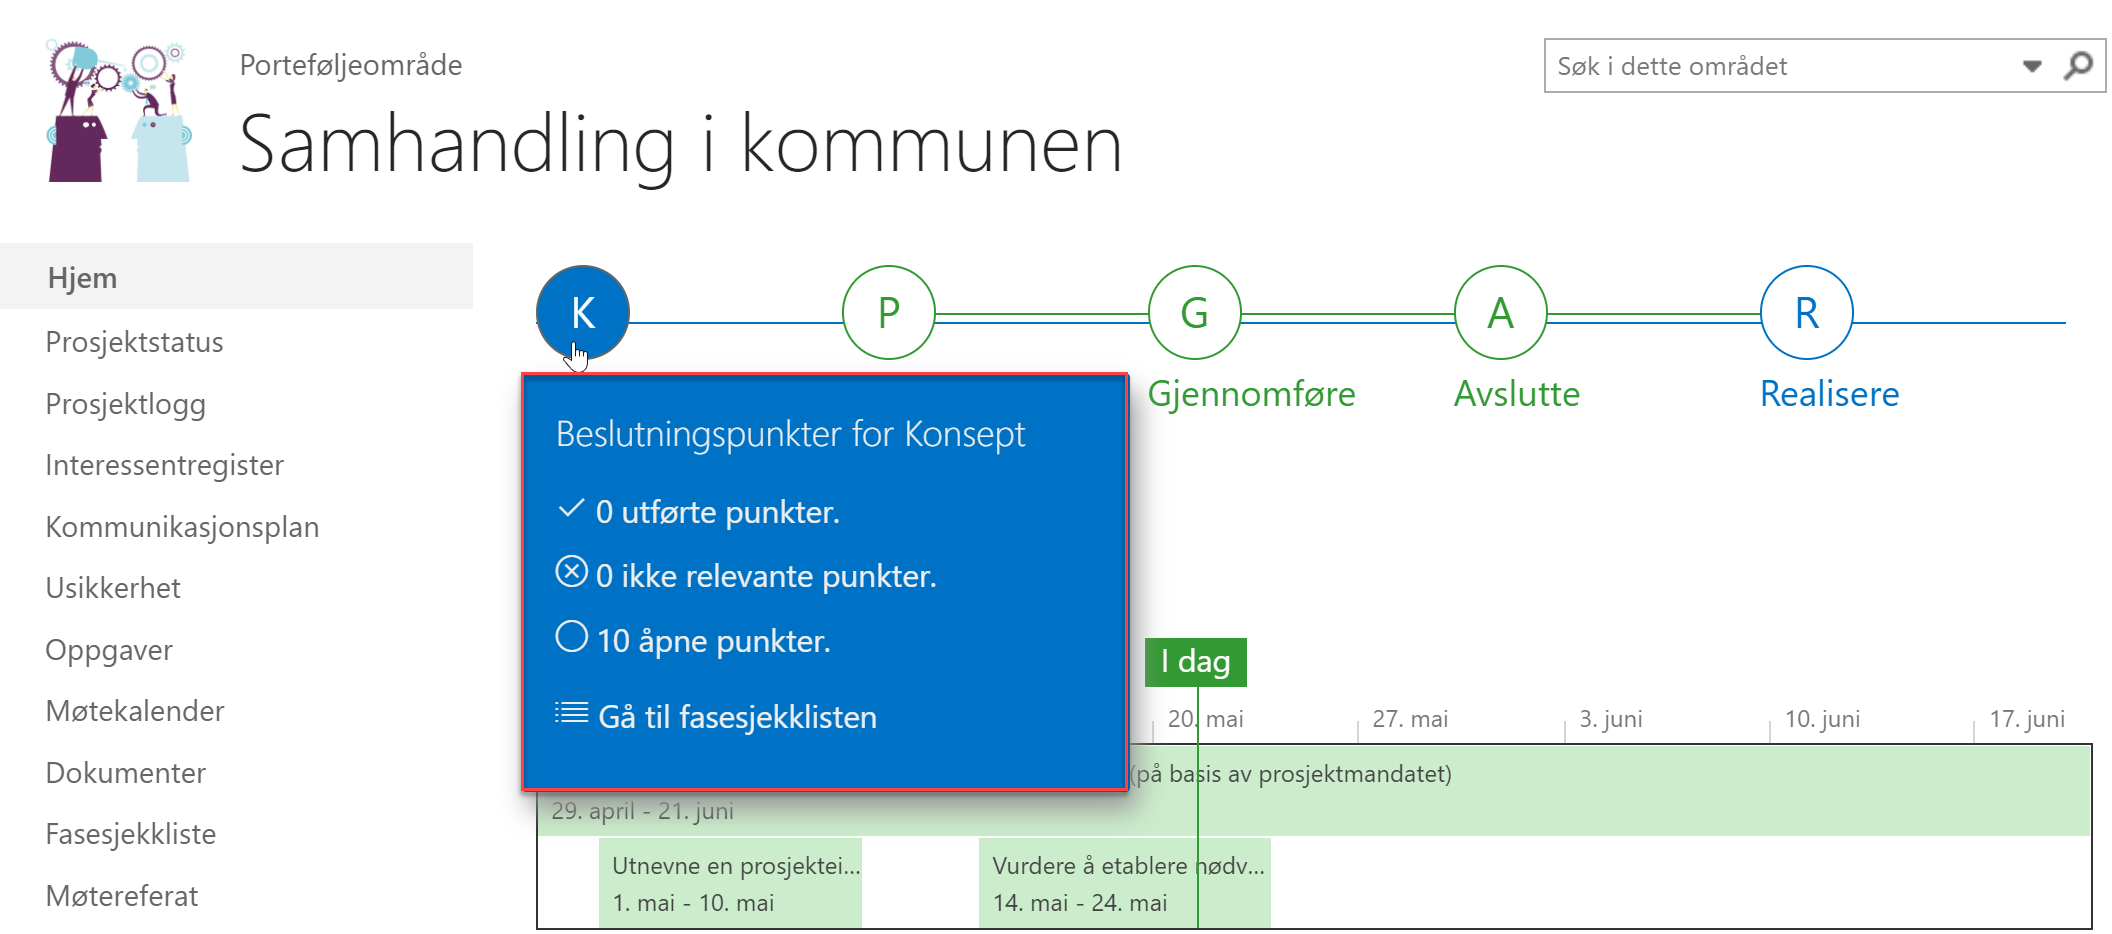 Porteføljeområde
Søk i dette området
Samhandling i kommunen
Hjem
Prosjektstatus
Prosjektlogg
Interessentregister
Kommunikasjonsplan
Usikkerhet
Oppgaver
Møtekalender
Dokumenter
Fasesjekkliste
Møtereferat
K
P
G
A
R
Gjennomføre
Avslutte
Realisere
Beslutningspunkter for Konsept
0 utførte punkter.
0 ikke relevante punkter.
10 åpne punkter.
Gå til fasesjekklisten
I dag
20. mai
27. mai
3. juni
10. juni
17. juni
(på basis av prosjektmandatet)
29. april - 21. juni
Utnevne en prosjektei...
1. mai - 10. mai
Vurdere å etablere nødv...
14. mai - 24. mai